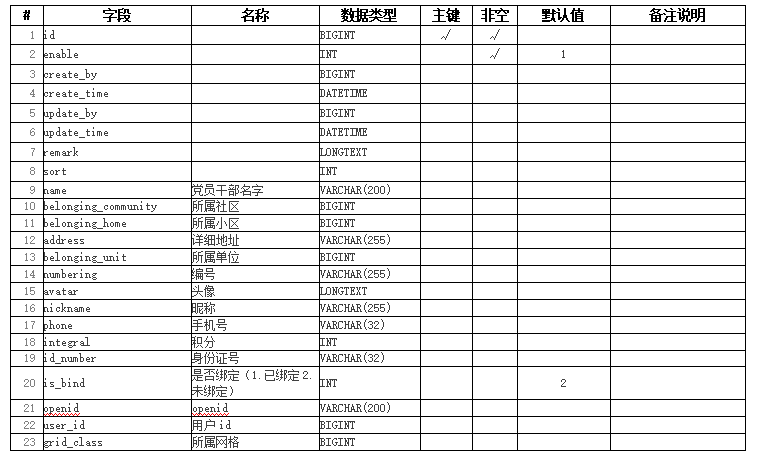 # 字段 名称 数据类型 主键 非空 默认值 备注说明
1 id BIGINT √ √
2 enable INT √ 1
3 create_by BIGINT
4 create_time DATETIME
5 update_by BIGINT
6 update_time DATETIME
7 remark LONGTEXT
8 sort INT
9 name 党员干部名字 VARCHAR(200)
10 belonging_community 所属社区 BIGINT
11 belonging_home 所属小区 BIGINT
12 address 详细地址 VARCHAR(255)
13 belonging_unit 所属单位 BIGINT
14 numbering 编号 VARCHAR(255)
15 avatar 头像 LONGTEXT
16 nickname 昵称 VARCHAR(255)
17 phone 手机号 VARCHAR(32)
18 integral 积分 INT
19 id_number 身份证号 VARCHAR(32)
20 is_bind 是否绑定（1.已绑定 2.
未绑定） INT 2
21 openid openid VARCHAR(200)
22 user_id 用户 id BIGINT
23 grid_class 所属网格 BIGINT